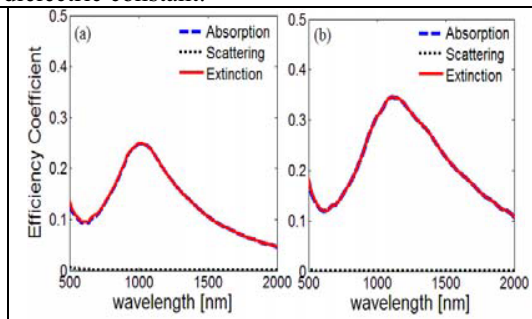 dielectric constant.
(a)
Absorption
Scattering
Extinction
(b)
Absorption
Scattering
Extinction
Efficiency Coefficient
0.5
0.4
0.3
0.2
0.1
0
500 1000 1500 2000
wavelength [nm]
0.5
0.4
0.3
0.2
0.1
0
500 1000 1500 2000
wavelength [nm]